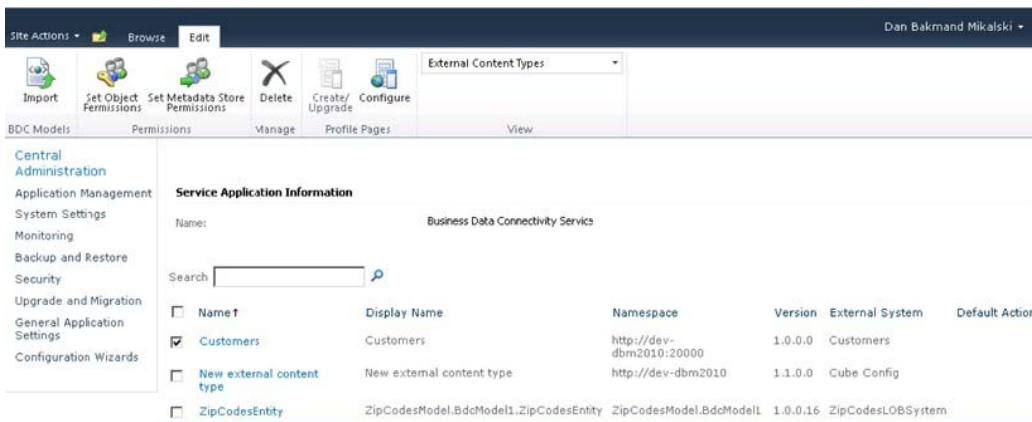 Dan Bakmand Mikalski
Site Actions Browse Edit
External Content Types
Import Set Object Permissions Set Metadata Store Permissions Delete Create/ Upgrade Configure
BDC Models Permissions Manage Profile Pages View
Central
Administration
Application Management
System Settings
Monitoring
Backup and Restore
Security
Upgrade and Migration
General Application
Settings
Configuration Wizards
Service Application Information
Name: Business Data Connectivity Service
Search
Name↑ Display Name Namespace Version External System Default Action
Customers Customers http://dev-dbm2010:20000 1.0.0.0 Customers
New external content type New external content type http://dev-dbm2010 1.1.0.0 Cube Config
ZipCodesEntity ZipCodesModel.BdcModel1.ZipCodesEntity ZipCodesModel.BdcModel1 1.0.0.16 ZipCodesLOBSystem